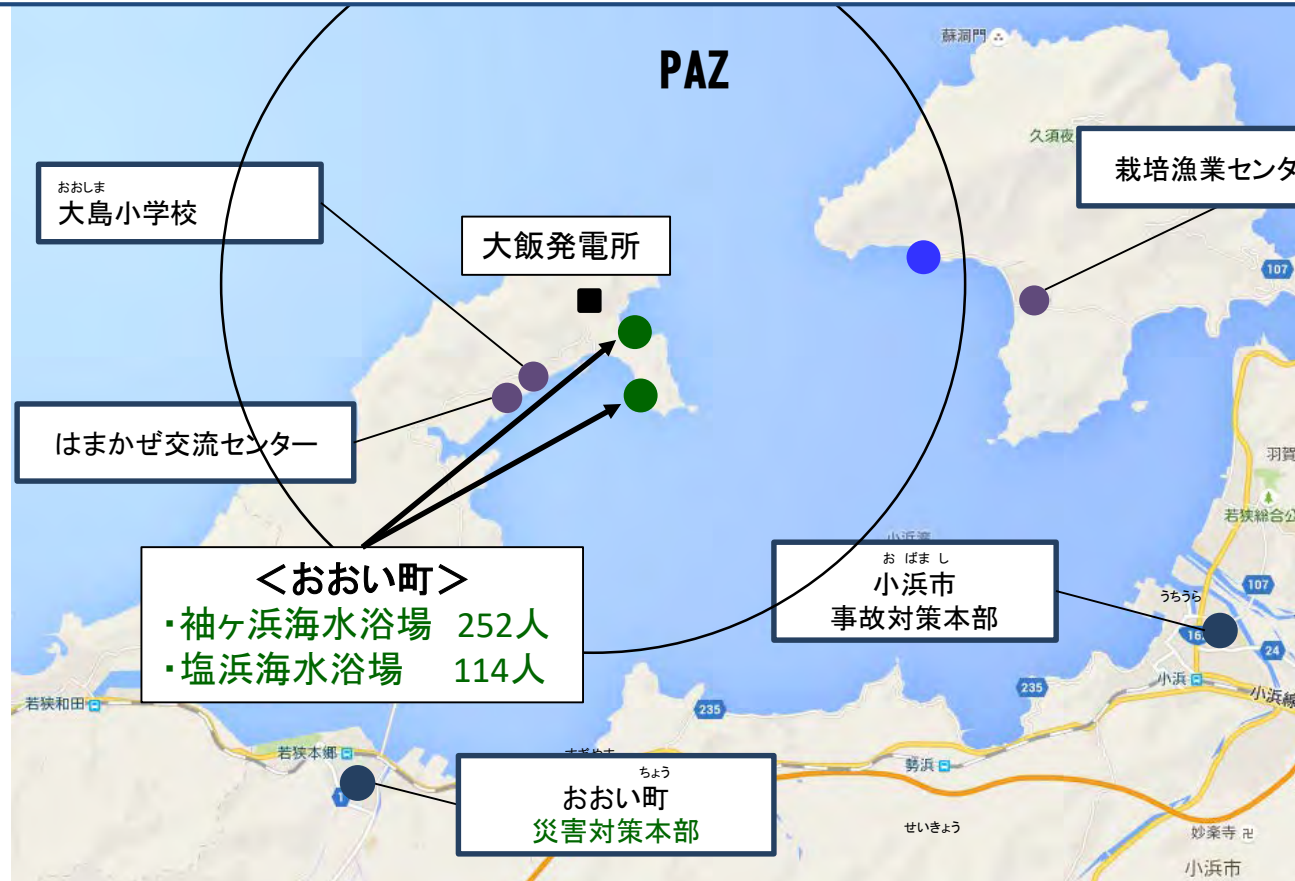 PAZ
蘇洞門
久須夜
栽培漁業センタ
おおしま
大島小学校
大飯発電所
107
はまかぜ交流センター
羽賀
若狭総合公
<おおい町>
・袖ヶ浜海水浴場 252人
・塩浜海水浴場 114人
小浜湾
お ばま し
小浜市
事故対策本部
うちうら
107
162
24
小浜
小浜線
235
235
若狭和田
若狭本郷
1
勢浜
ちょう
おおい町
災害対策本部
せいきょう
妙楽寺
小浜市